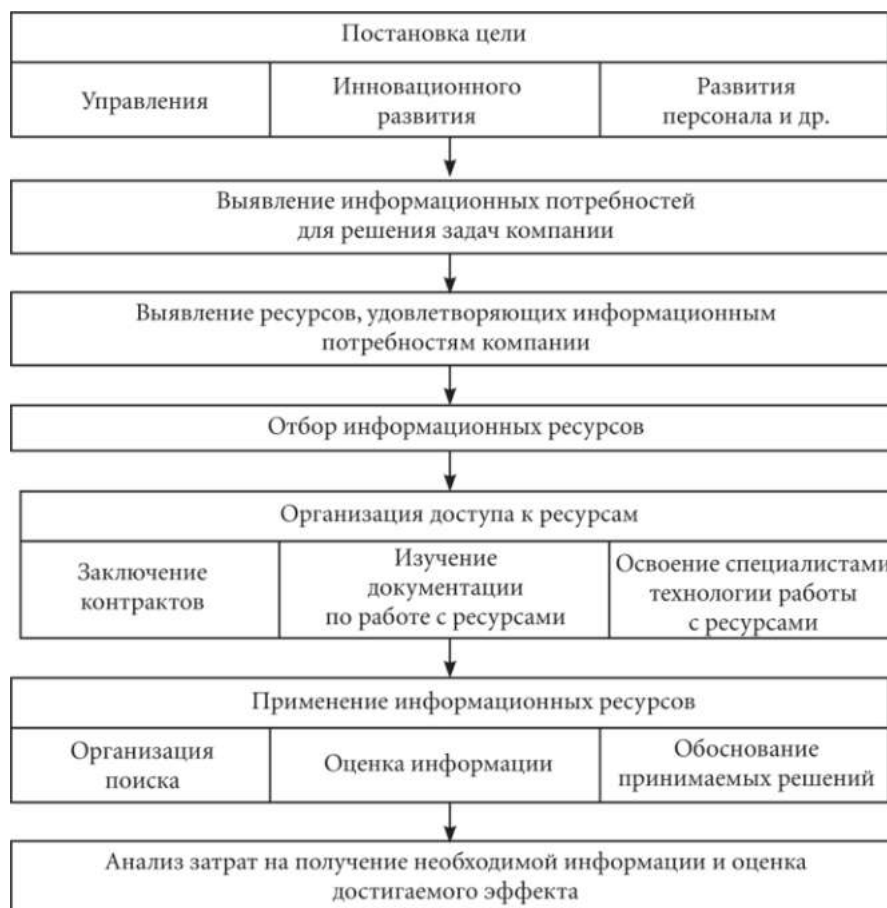 Постановка цели
Управления
Инновационного
развития
Развития
персонала и др.
Выявление информационных потребностей
для решения задач компании
Выявление ресурсов, удовлетворяющих информационным
потребностям компании
Отбор информационных ресурсов
Организация доступа к ресурсам
Заключение
контрактов
Изучение
документации
по работе с ресурсами
Освоение специалистами
технологии работы
с ресурсами
Применение информационных ресурсов
Организация
поиска
Оценка информации
Обоснование
принимаемых решений
Анализ затрат на получение необходимой информации и оценка
достигаемого эффекта